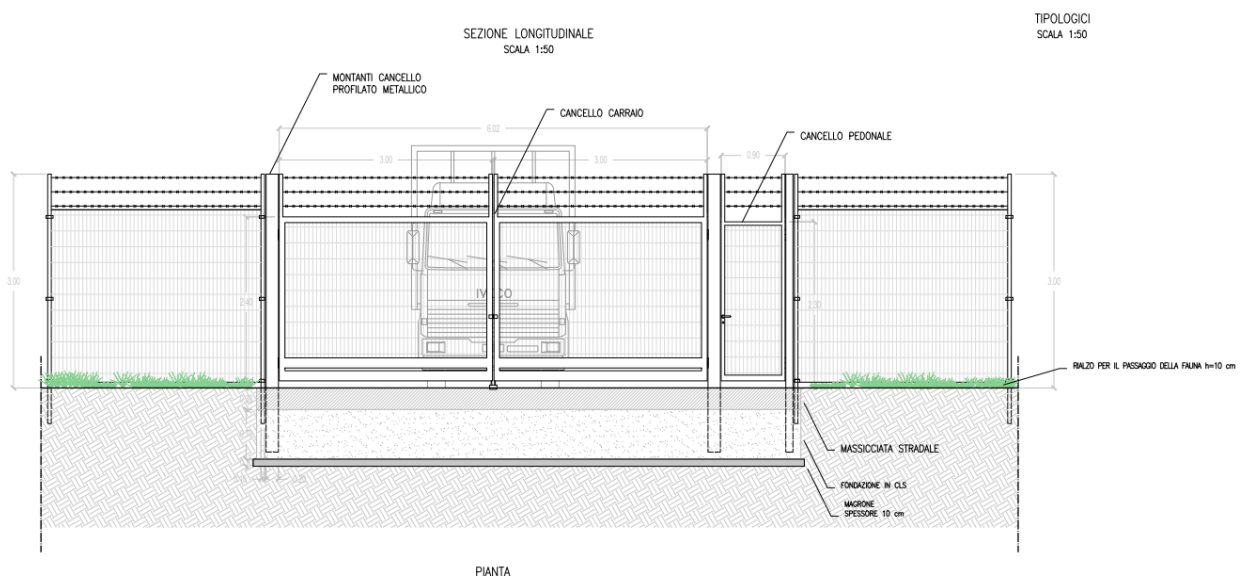 TIPOLOGICI
SCALA 1:50
SEZIONE LONGITUDINALE
SCALA 1:50
MONTANTI CANCELLO
PROFILATO METALLICO
CANCELLO CARRAIO
CANCELLO PEDONALE
6.02
3.00
3.00
0.90
3.00
3.00
2.40
IVECO
RIALZO PER IL PASSAGGIO DELLA FAUNA h=10 cm
MASSICCIATA STRADALE
FONDAZIONE IN CLS
MAGRONE
SPESSORE 10 cm
PIANTA